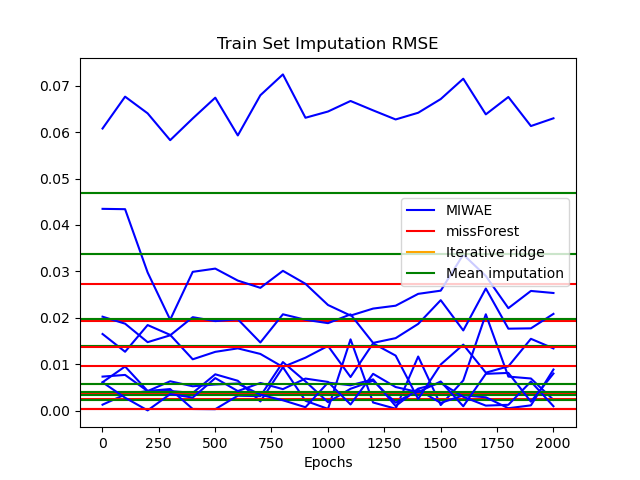 Train Set Imputation RMSE
0.07
0.06
0.05
0.04
0.03
0.02
0.01
0.00
MIWAE
missForest
Iterative ridge
Mean imputation
0 250 500 750 1000 1250 1500 1750 2000
Epochs